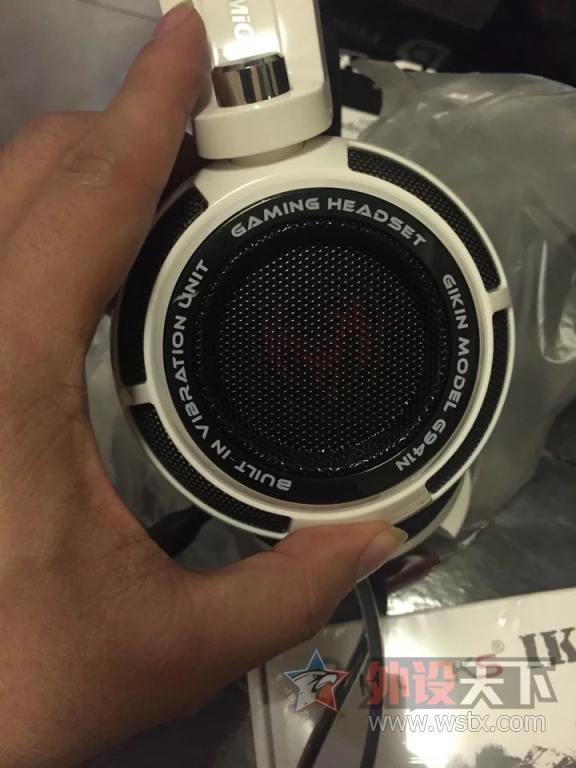 GAMING HEADSET
GIKIN MODEL G941N
BUILT IN VIBRATION UNIT
外设天下
www.wstx.com